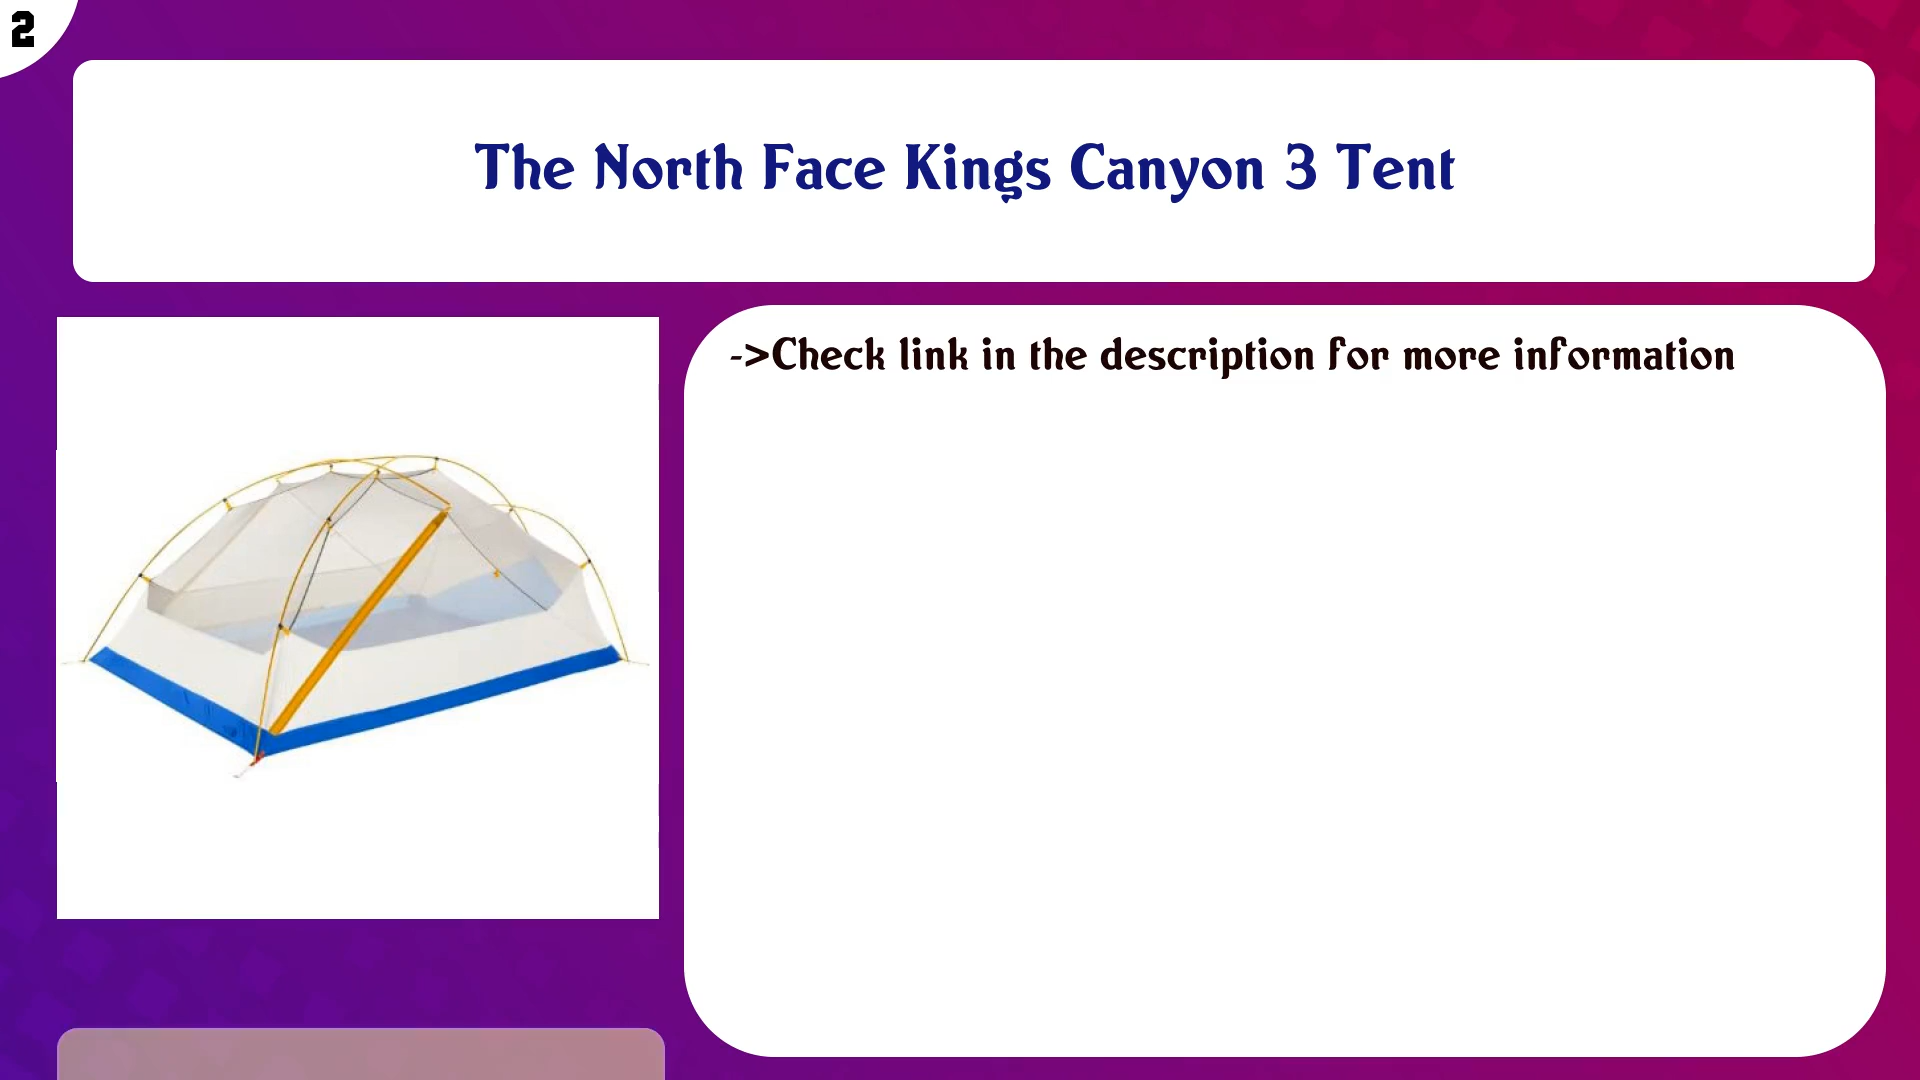 2
The North Face Kings Canyon 3 Tent
->Check link in the description for more information